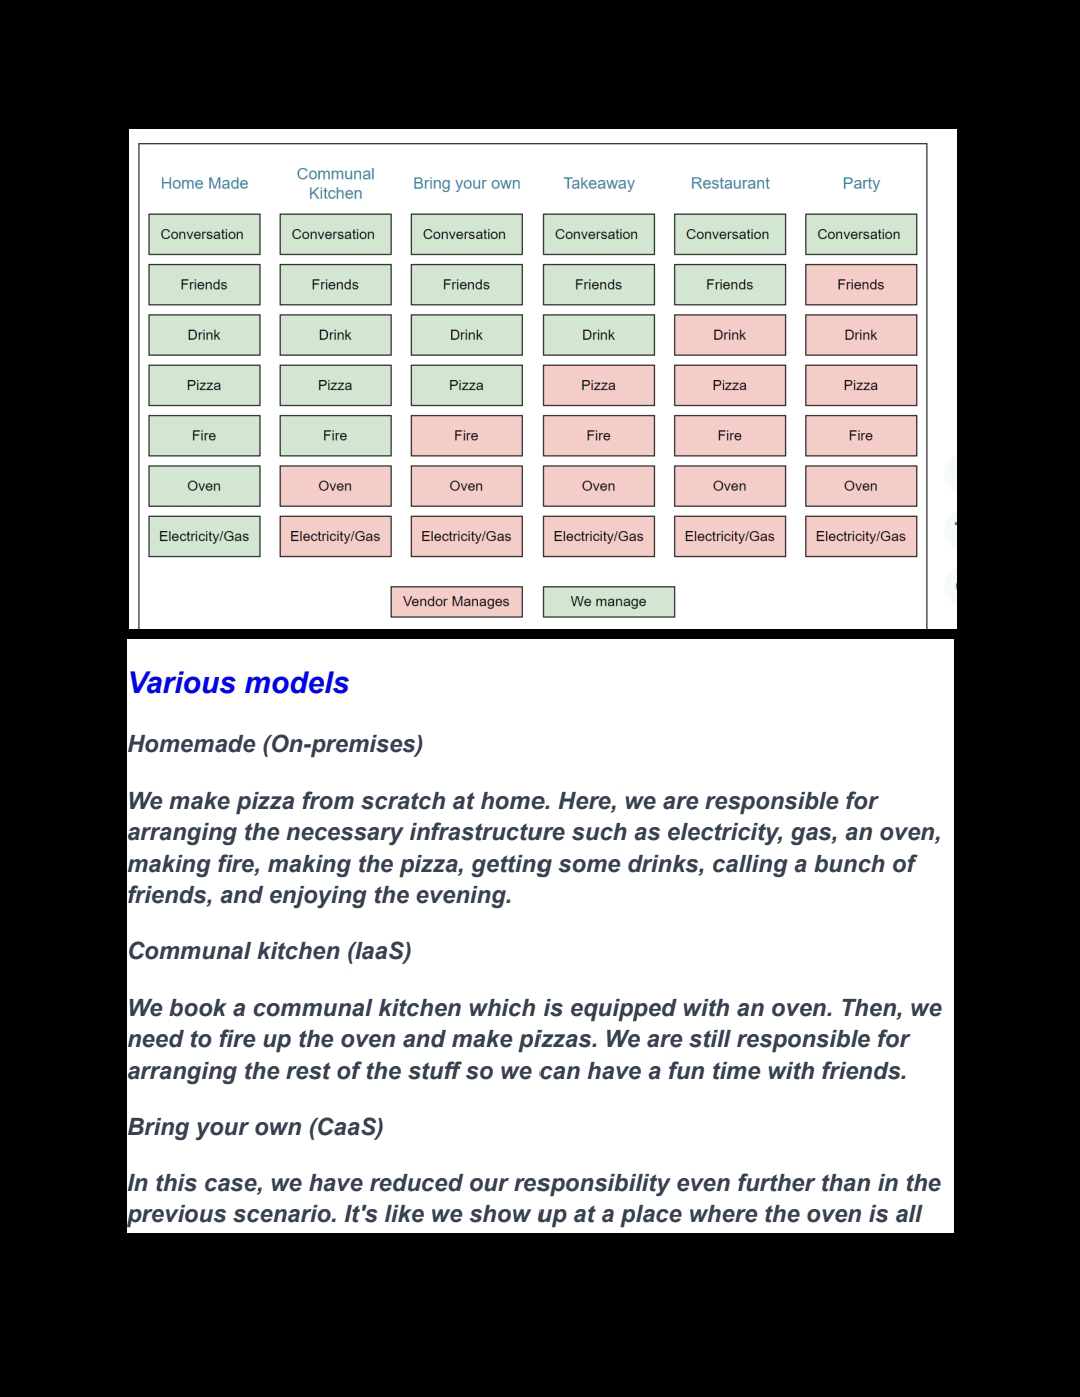 Home Made
Communal
Kitchen
Bring your own
Takeaway
Restaurant
Party
Conversation Conversation Conversation Conversation Conversation Conversation
Friends Friends Friends Friends Friends Friends
Drink Drink Drink Drink Drink Drink
Pizza Pizza Pizza Pizza Pizza Pizza
Fire Fire Fire Fire Fire Fire
Oven Oven Oven Oven Oven Oven
Electricity/Gas Electricity/Gas Electricity/Gas Electricity/Gas Electricity/Gas Electricity/Gas
Vendor Manages We manage
Various models
Homemade (On-premises)
We make pizza from scratch at home. Here, we are responsible for
arranging the necessary infrastructure such as electricity, gas, an oven,
making fire, making the pizza, getting some drinks, calling a bunch of
friends, and enjoying the evening.
Communal kitchen (IaaS)
We book a communal kitchen which is equipped with an oven. Then, we
need to fire up the oven and make pizzas. We are still responsible for
arranging the rest of the stuff so we can have a fun time with friends.
Bring your own (CaaS)
In this case, we have reduced our responsibility even further than in the
previous scenario. It's like we show up at a place where the oven is all